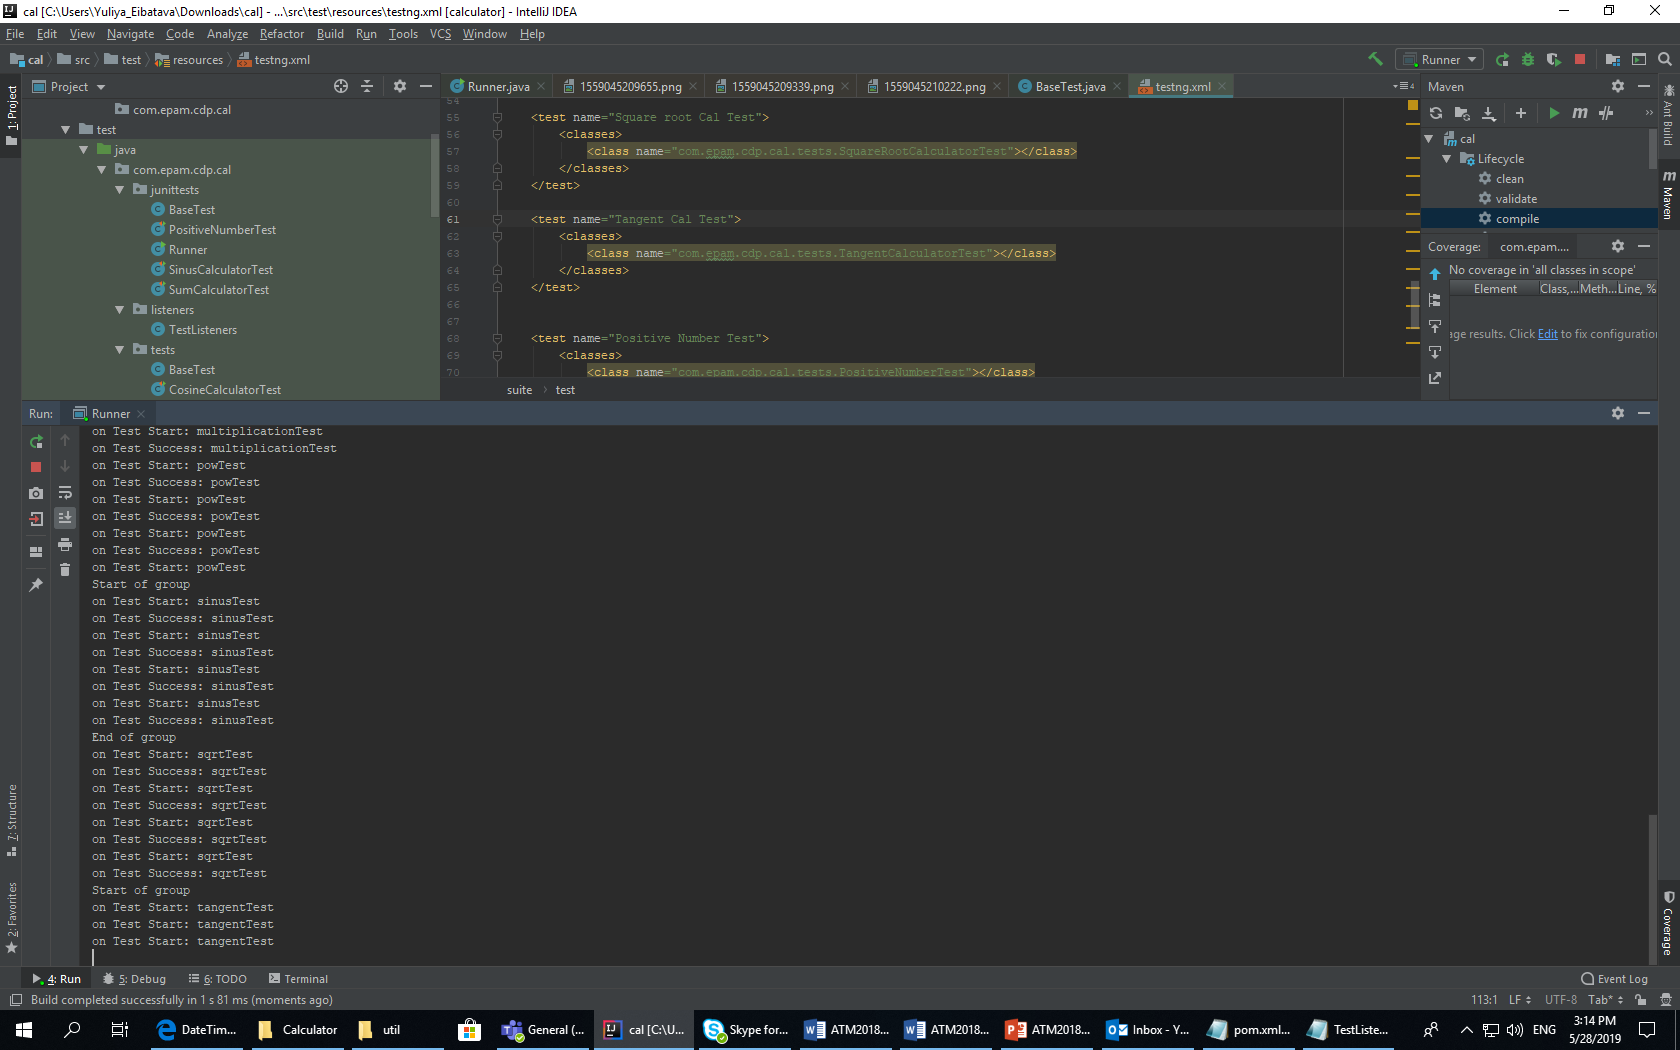 cal [C:\Users\Yuliya_Eibatava\Downloads\cal] - ...\src\test\resources\testng.xml [calculator] - IntelliJ IDEA
File Edit View Navigate Code Analyze Refactor Build Run Tools VCS Window Help
cal src test resources testng.xml Runner
Project
Runner.java 1559045209655.png 1559045209339.png 1559045210222.png BaseTest.java testng.xml
Maven
1: Project
com.epam.cdp.cal
test
java
com.epam.cdp.cal
junittests
BaseTest
PositiveNumberTest
Runner
SinusCalculatorTest
SumCalculatorTest
listeners
TestListeners
tests
BaseTest
CosineCalculatorTest
54
55 <test name="Square root Cal Test">
56 <classes>
57 <class name="com.epam.cdp.cal.tests.SquareRootCalculatorTest"></class>
58 </classes>
59 </test>
60
61 <test name="Tangent Cal Test">
62 <classes>
63 <class name="com.epam.cdp.cal.tests.TangentCalculatorTest"></class>
64 </classes>
65 </test>
66
67
68 <test name="Positive Number Test">
69 <classes>
70 <class name="com.epam.cdp.cal.tests.PositiveNumberTest"></class>
suite test
cal
Lifecycle
clean
validate
compile
Coverage: com.epam....
No coverage in 'all classes in scope'
Element Class,... Meth... Line, %
age results. Click Edit to fix configuration
Ant Build
Maven
Run: Runner
on Test Start: multiplicationTest
on Test Success: multiplicationTest
on Test Start: powTest
on Test Success: powTest
on Test Start: powTest
on Test Success: powTest
on Test Start: powTest
on Test Success: powTest
on Test Start: powTest
Start of group
on Test Start: sinusTest
on Test Success: sinusTest
on Test Start: sinusTest
on Test Success: sinusTest
on Test Start: sinusTest
on Test Success: sinusTest
on Test Start: sinusTest
on Test Success: sinusTest
End of group
on Test Start: sqrtTest
on Test Success: sqrtTest
on Test Start: sqrtTest
on Test Success: sqrtTest
on Test Start: sqrtTest
on Test Success: sqrtTest
on Test Start: sqrtTest
on Test Success: sqrtTest
Start of group
on Test Start: tangentTest
on Test Start: tangentTest
on Test Start: tangentTest
7: Structure
2: Favorites
Coverage
4: Run 5: Debug 6: TODO Terminal Event Log
Build completed successfully in 1 s 81 ms (moments ago) 113:1 LF UTF-8 Tab*
DateTim... Calculator util General (... cal [C:\U... Skype for... ATM2018... ATM2018... ATM2018... Inbox - Y... pom.xml... TestListe... ENG
3:14 PM
5/28/2019